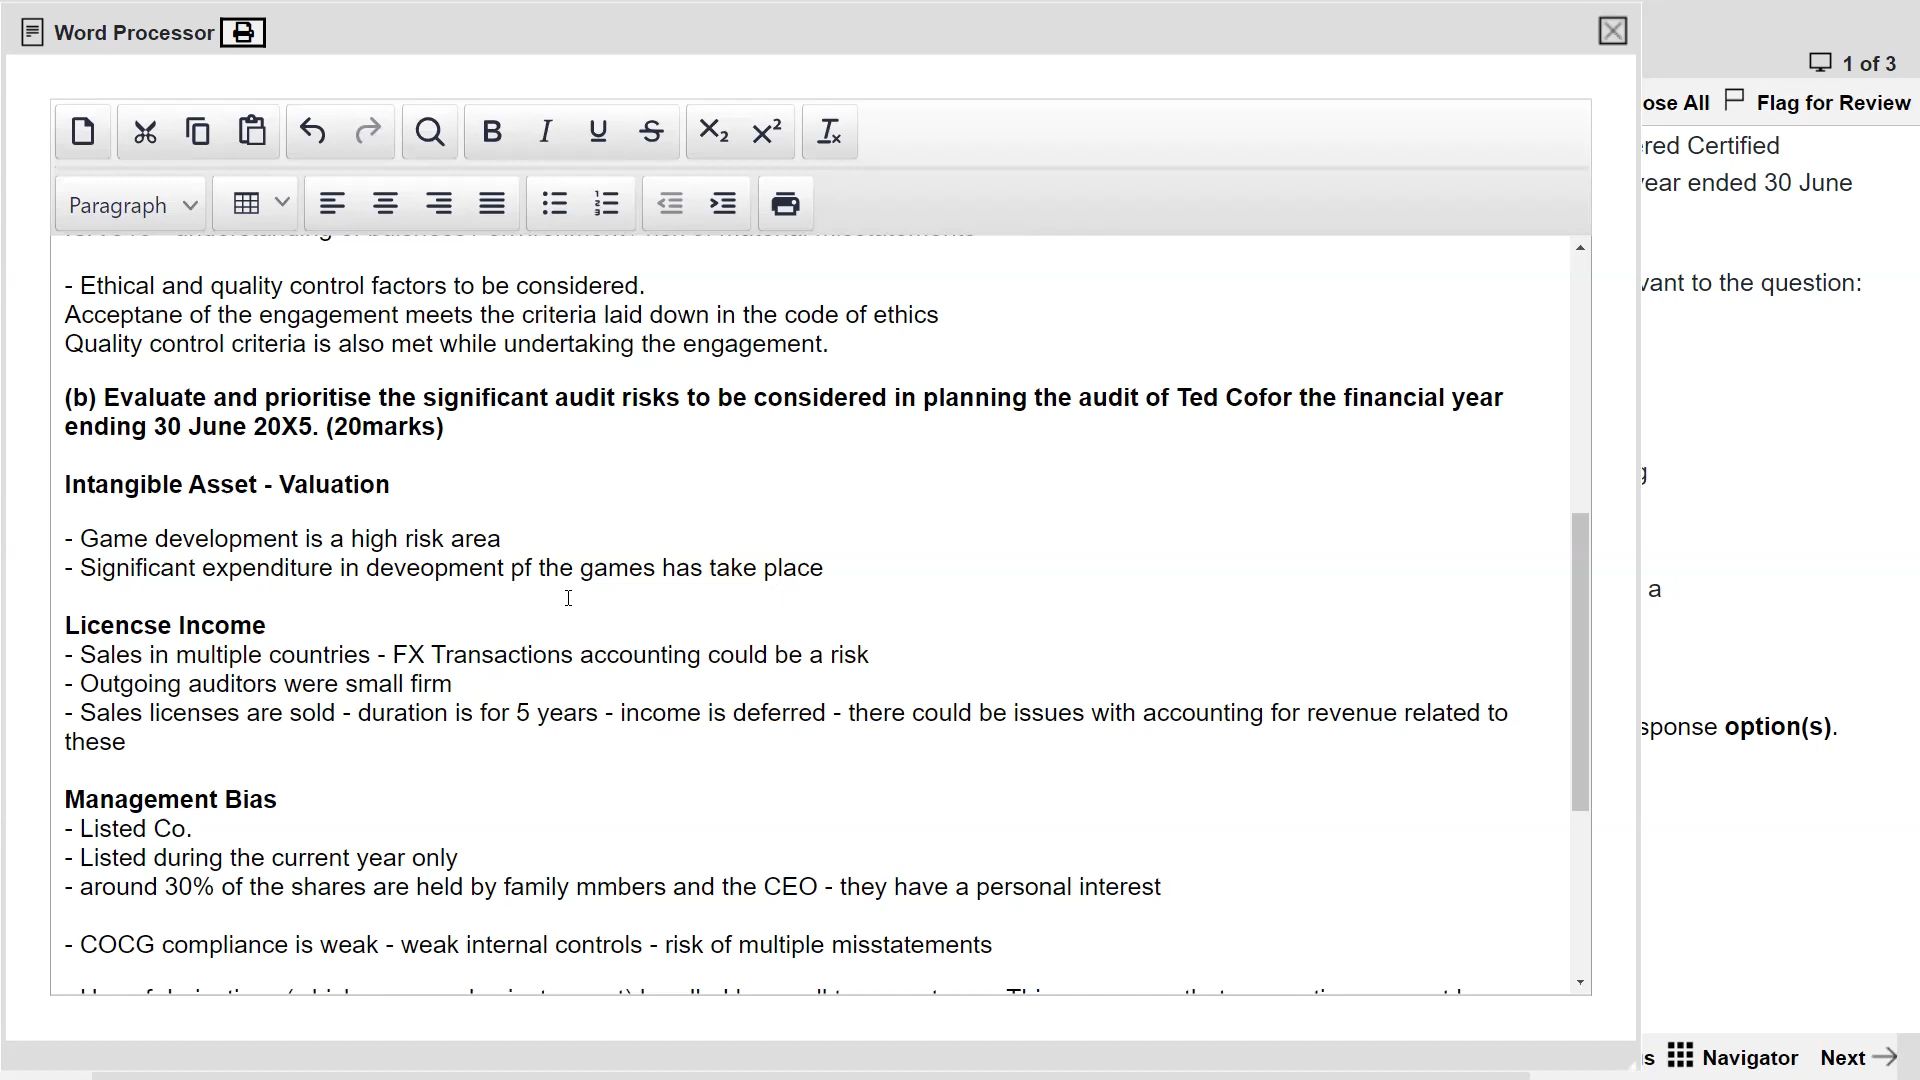 Word Processor
1 of 3
ose All Flag for Review
Paragraph
red Certified
ear ended 30 June
vant to the question:
- Ethical and quality control factors to be considered.
Acceptane of the engagement meets the criteria laid down in the code of ethics
Quality control criteria is also met while undertaking the engagement.
(b) Evaluate and prioritise the significant audit risks to be considered in planning the audit of Ted Cofor the financial year
ending 30 June 20X5. (20marks)
Intangible Asset - Valuation
- Game development is a high risk area
- Significant expenditure in deveopment pf the games has take place
a
Licencse Income
- Sales in multiple countries - FX Transactions accounting could be a risk
- Outgoing auditors were small firm
- Sales licenses are sold - duration is for 5 years - income is deferred - there could be issues with accounting for revenue related to
these
sponse option(s).
Management Bias
- Listed Co.
- Listed during the current year only
- around 30% of the shares are held by family mmbers and the CEO - they have a personal interest
- COCG compliance is weak - weak internal controls - risk of multiple misstatements
s Navigator Next